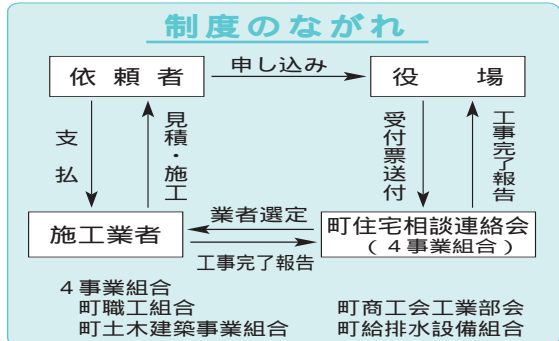 制度のながれ
依頼者
申し込み
役場
支払
見積・施工
受付票送付
工事完了報告
施工業者
業者選定
工事完了報告
町住宅相談連絡会
(4事業組合)
4事業組合
町職工組合
町土木建築事業組合
町商工会工業部会
町給排水設備組合